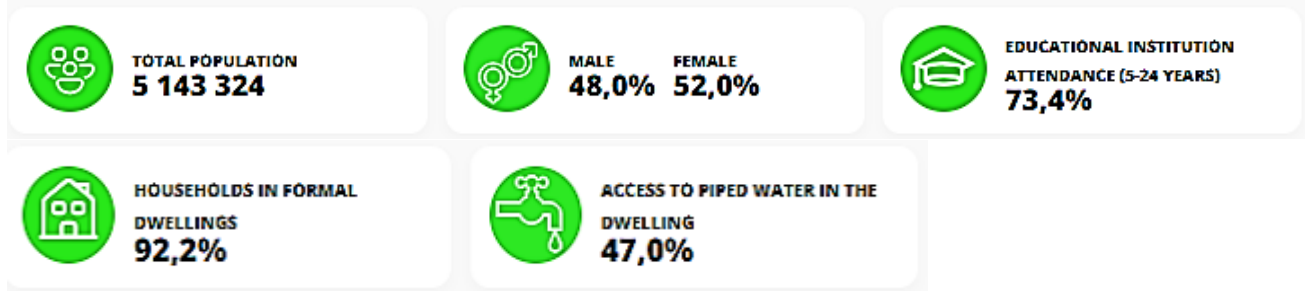 TOTAL POPULATION
5 143 324
MALE FEMALE
48,0% 52,0%
EDUCATIONAL INSTITUTION
ATTENDANCE (5-24 YEARS)
73,4%
HOUSEHOLDS IN FORMAL
DWELLINGS
92,2%
ACCESS TO PIPED WATER IN THE
DWELLING
47,0%